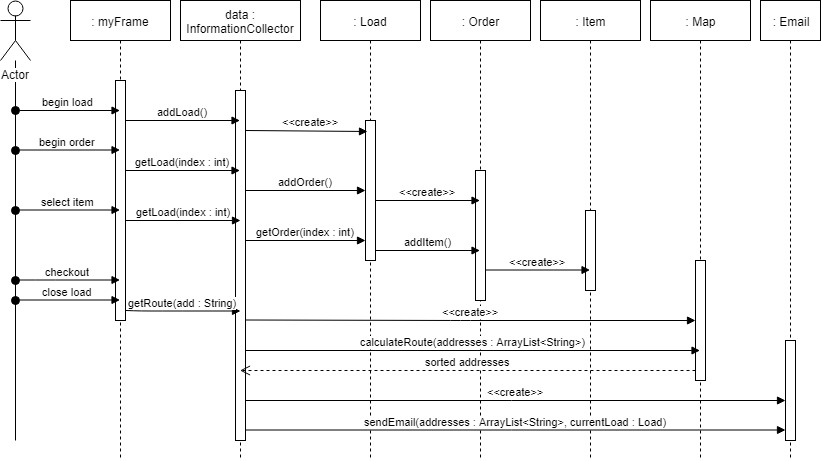 : myFrame
data :
InformationCollector
: Load
: Order
: Item
: Map
: Email
Actor
begin load
addLoad()
<<create>>
begin order
getLoad(index : int)
addOrder()
<<create>>
select item
getLoad(index : int)
getOrder(index : int)
addItem()
<<create>>
checkout
close load
getRoute(add : String)
<<create>>
calculateRoute(addresses : ArrayList<String>)
sorted addresses
<<create>>
sendEmail(addresses : ArrayList<String>, currentLoad : Load)